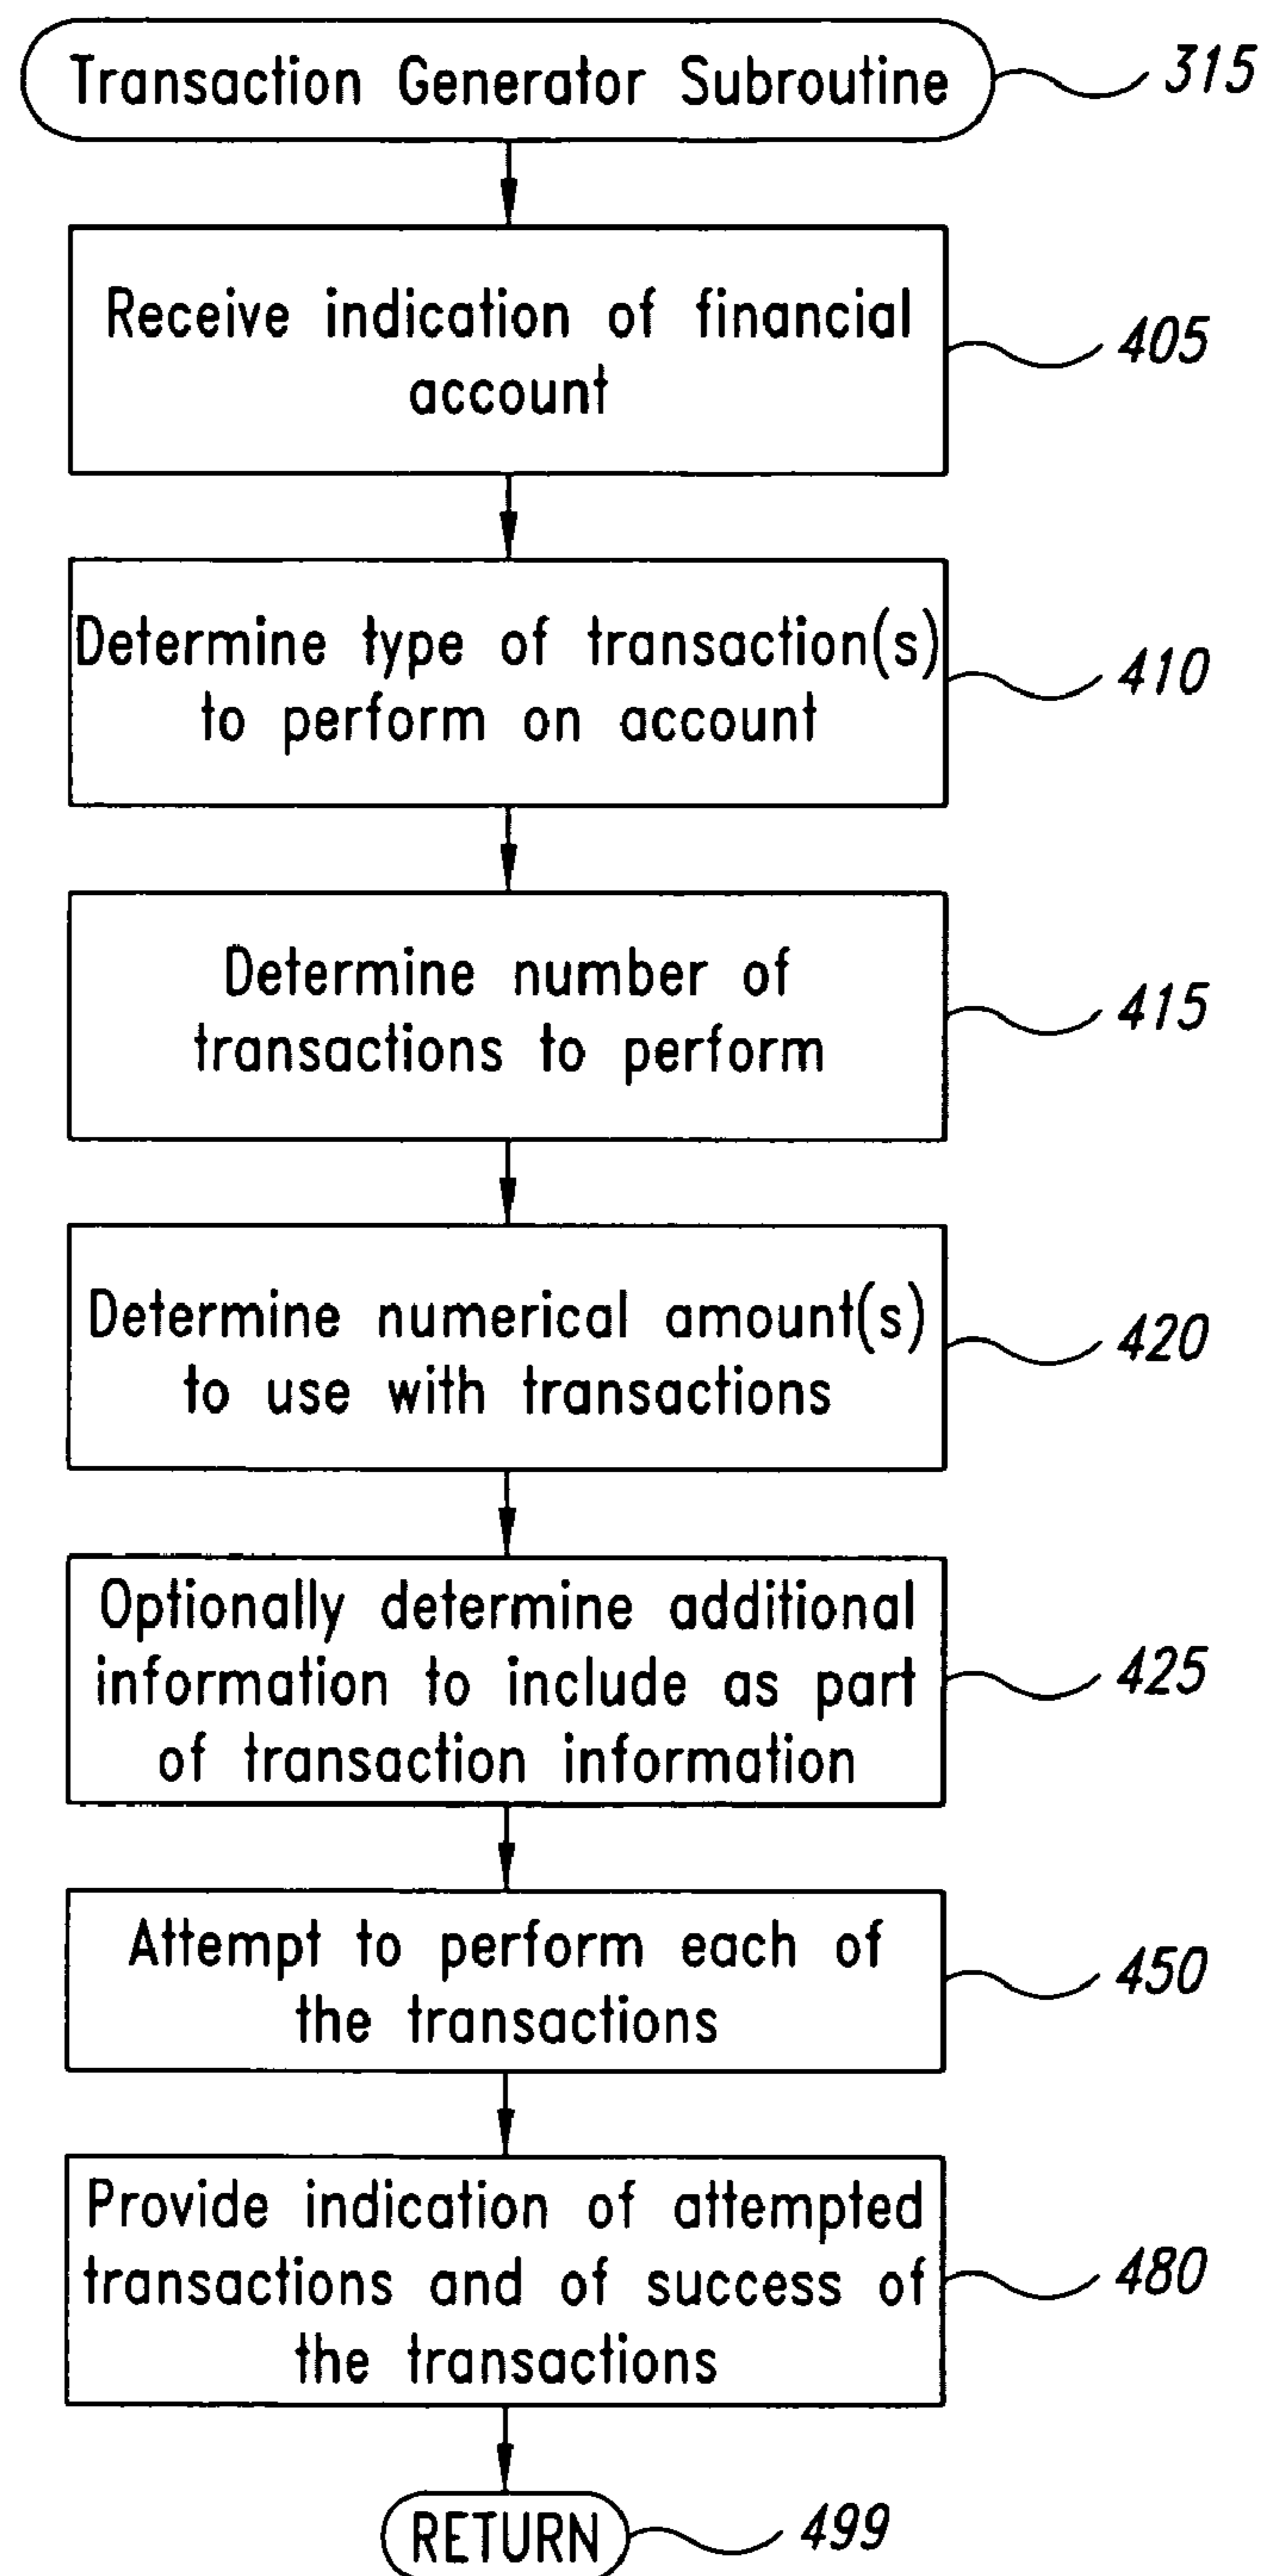 Transaction Generator Subroutine
315
Receive indication of financial
account
405
Determine type of transaction(s)
to perform on account
410
Determine number of
transactions to perform
415
Determine numerical amount(s)
to use with transactions
420
Optionally determine additional
information to include as part
of transaction information
425
Attempt to perform each of
the transactions
450
Provide indication of attempted
transactions and of success of
the transactions
480
RETURN
499